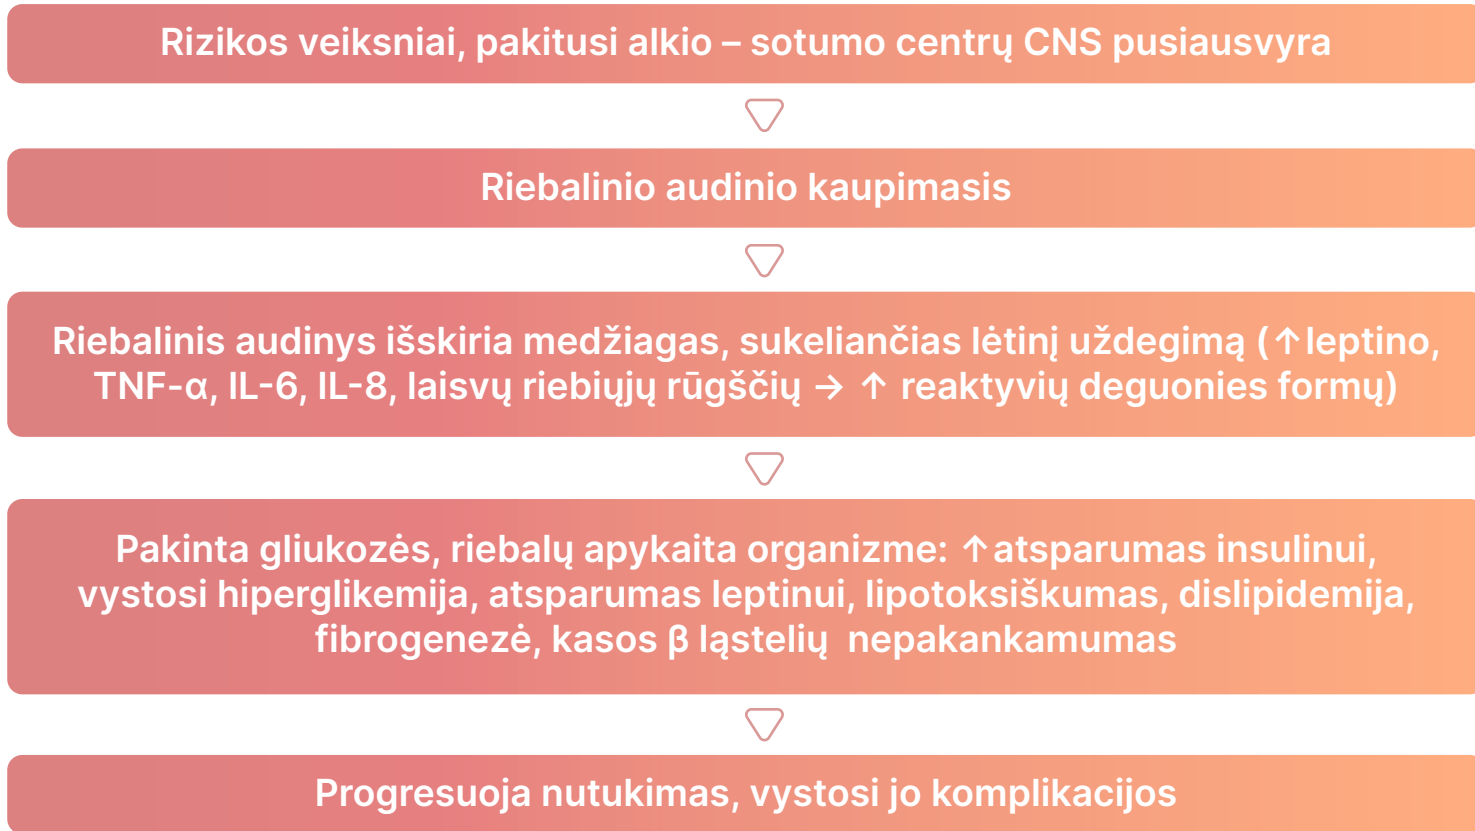 Rizikos veiksniai, pakitusi alkio – sotumo centrų CNS pusiausvyra
Riebalinio audinio kaupimasis
Riebalinis audinys išskiria medžiagas, sukeliančias lėtinį uždegimą (↑leptino,
TNF-α, IL-6, IL-8, laisvų riebiųjų rūgščių → ↑ reaktyvių deguonies formų)
Pakinta gliukozės, riebalų apykaita organizme: ↑atsparumas insulinui,
vystosi hiperglikemija, atsparumas leptinui, lipotoksiškumas, dislipidemija,
fibrogenezė, kasos β ląstelių nepakankamumas
Progresuoja nutukimas, vystosi jo komplikacijos